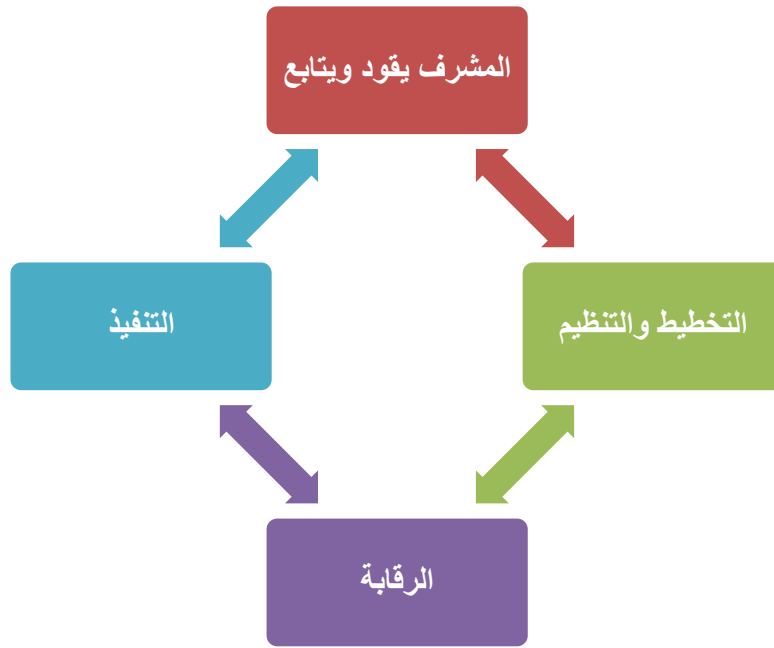 المشرف يقود ويتابع
التخطيط والتنظيم
التنفيذ
الرقابة